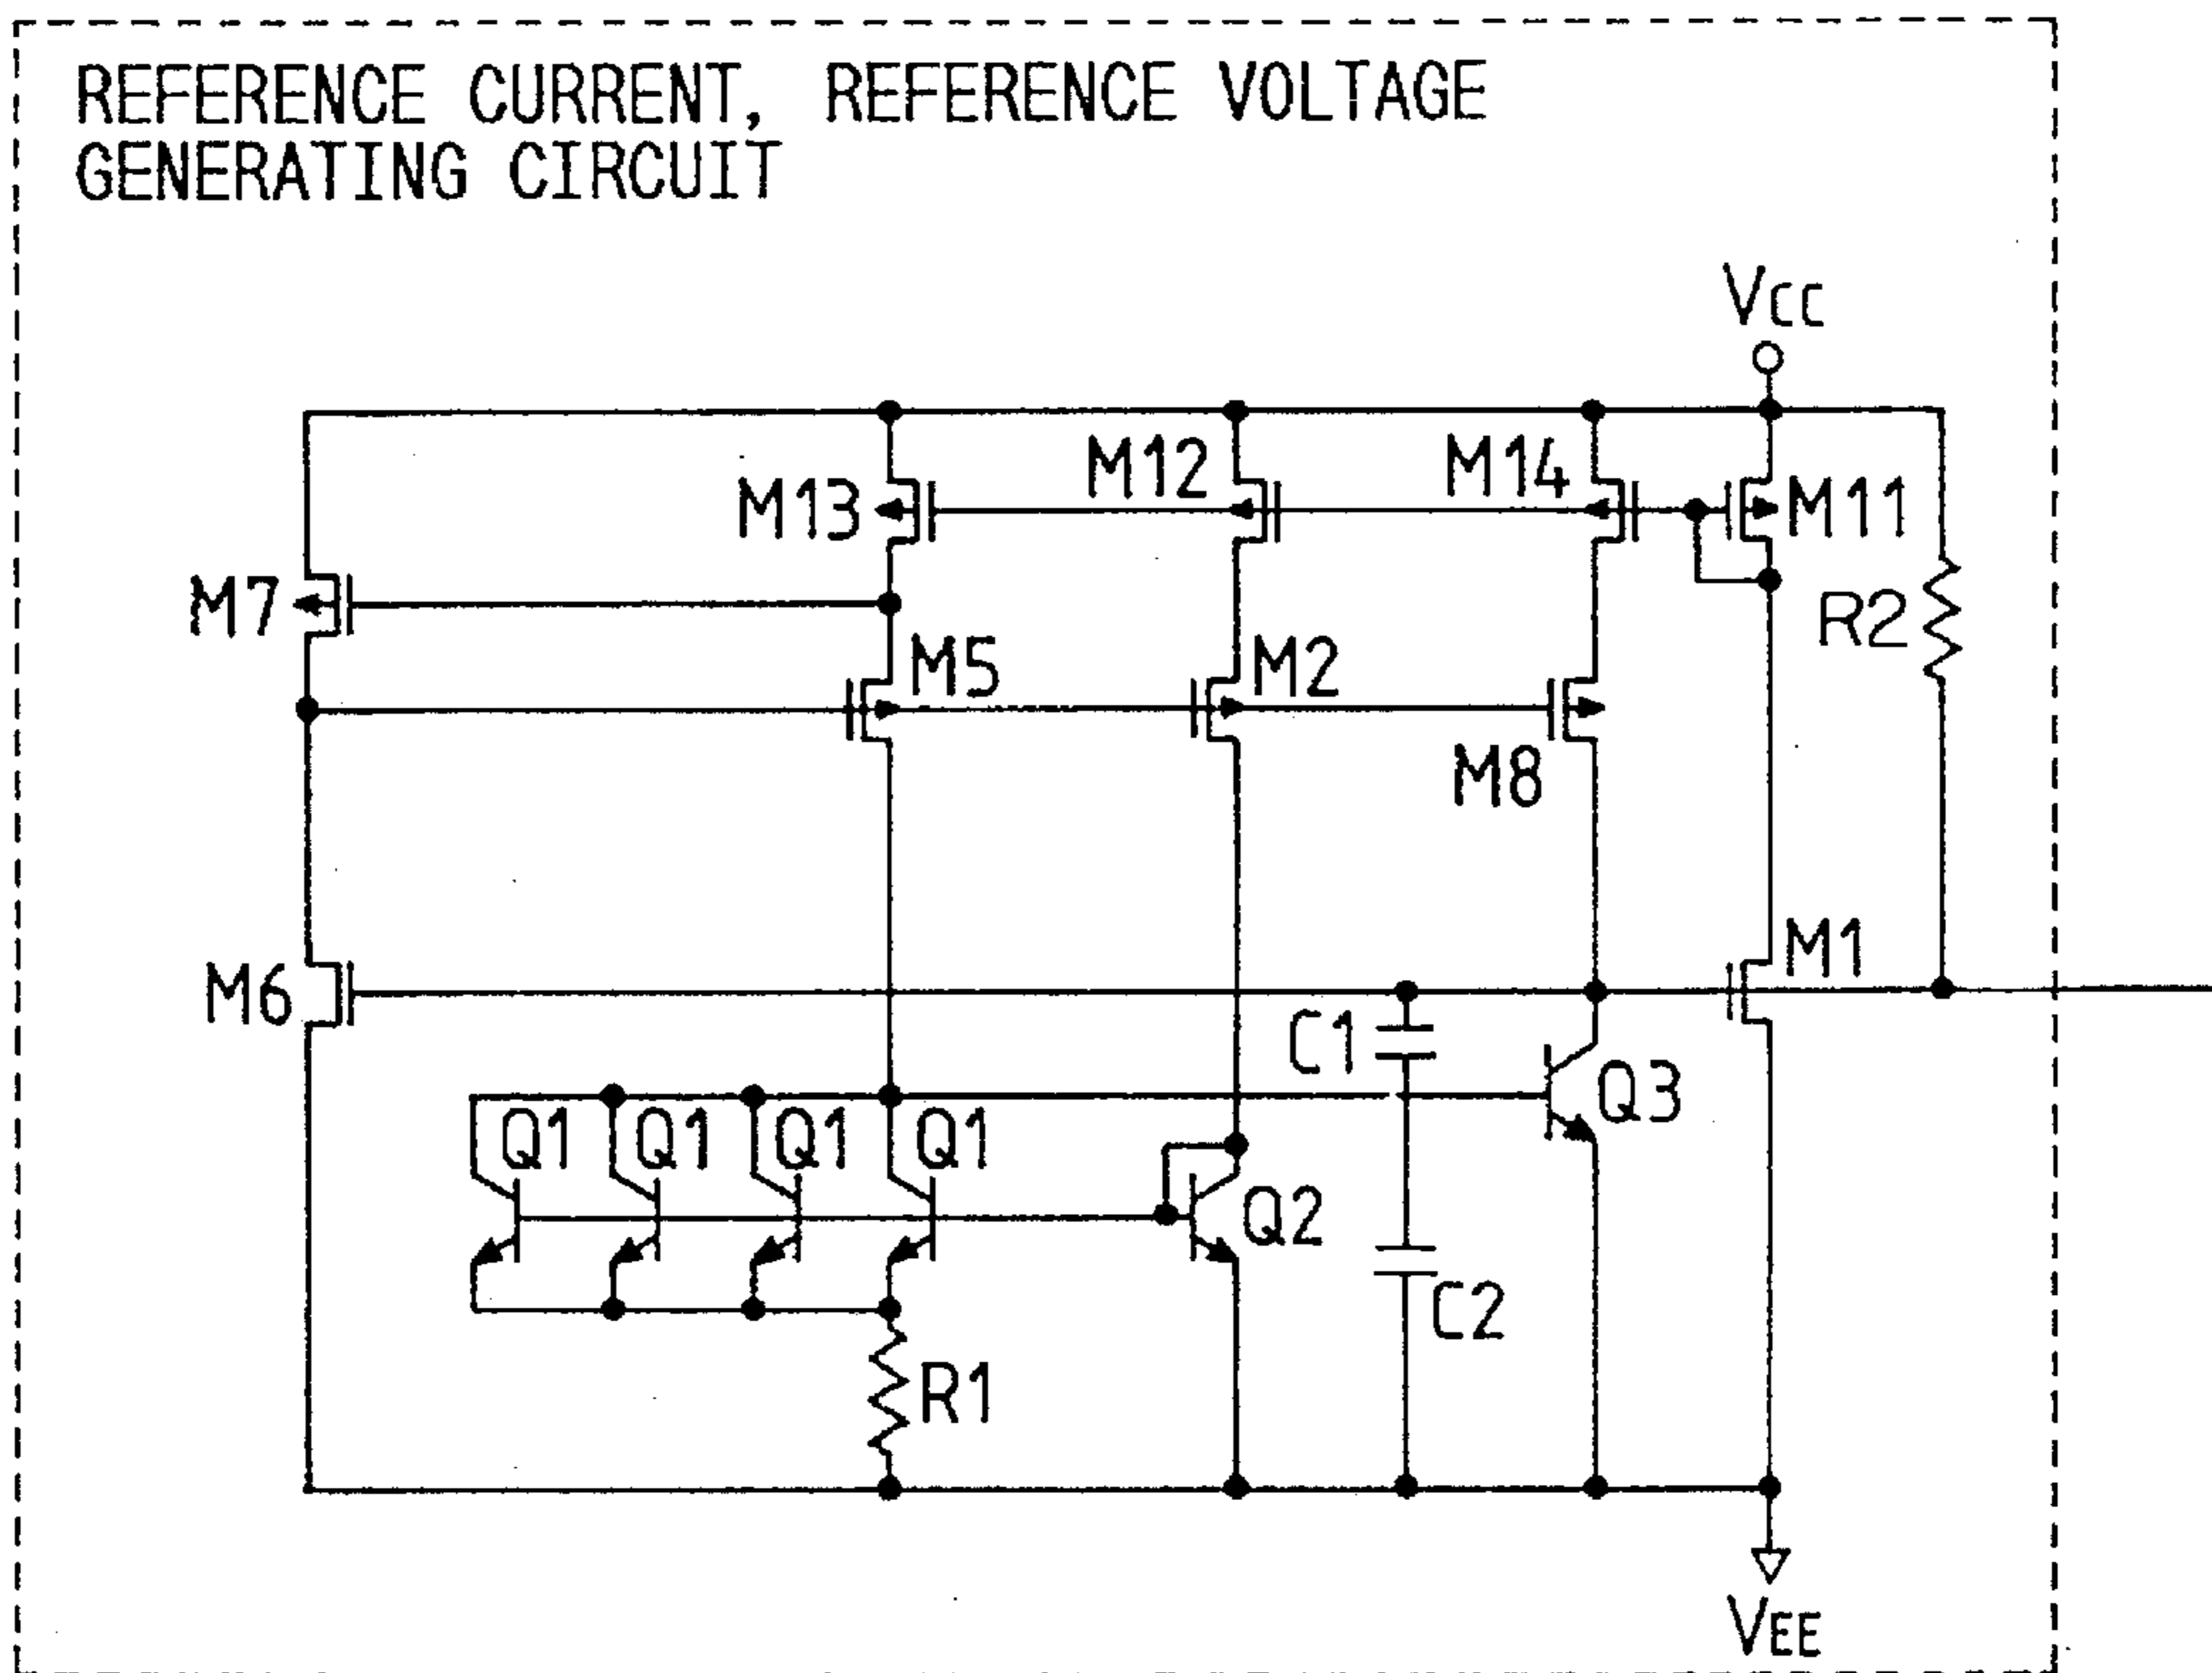 REFERENCE CURRENT, REFERENCE VOLTAGE
GENERATING CIRCUIT
VCC
M13
M12
M14
M11
M7
R2
M5
M2
M8
M6
M1
C1
Q3
Q1
Q1
Q1
Q1
Q2
C2
R1
VEE